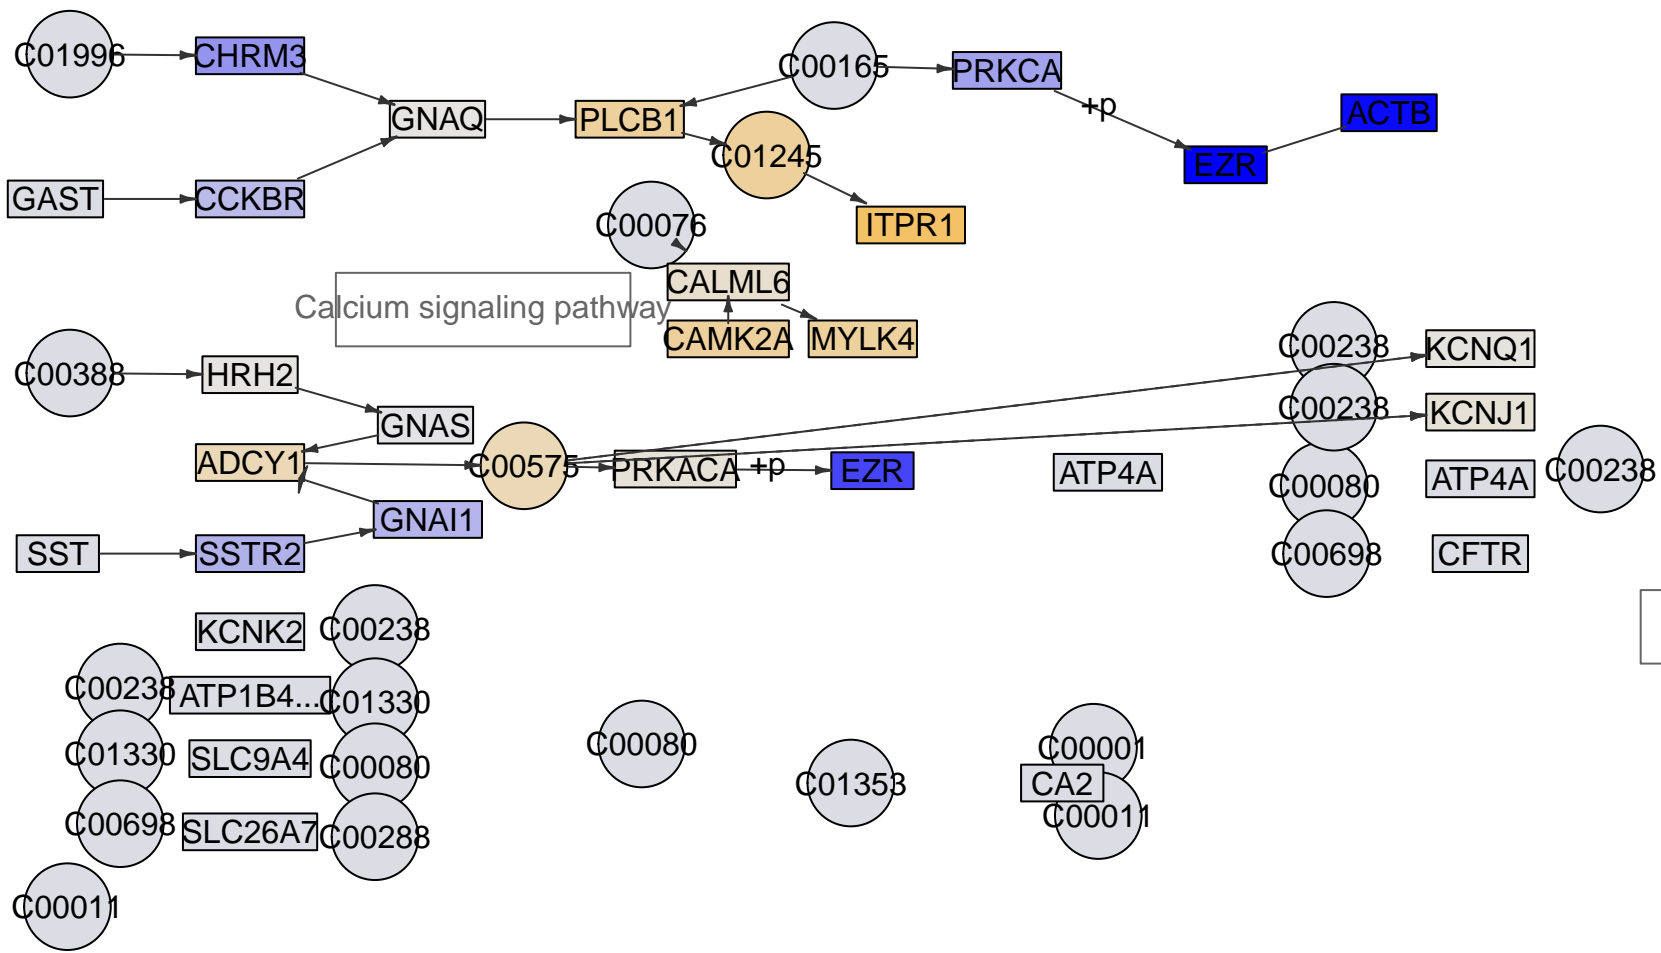 C01996
CHRM3
C00165
PRKCA
+p
ACTB
GNAQ
PLCB1
C01245
EZR
GAST
CCKBR
C00076
ITPR1
CALML6
Calcium signaling pathway
CAMK2A
MYLK4
C00238
KCNQ1
C00388
HRH2
C00238
KCNJ1
GNAS
ADCY1
C00575
PRKACA
+p
EZR
ATP4A
C00080
ATP4A
C00238
GNAI1
SST
SSTR2
C00698
CFTR
KCNK2
C00238
C00238
ATP1B4...
C01330
C01330
SLC9A4
C00080
C00080
C01353
C00001
CA2
C00011
C00698
SLC26A7
C00288
C00011